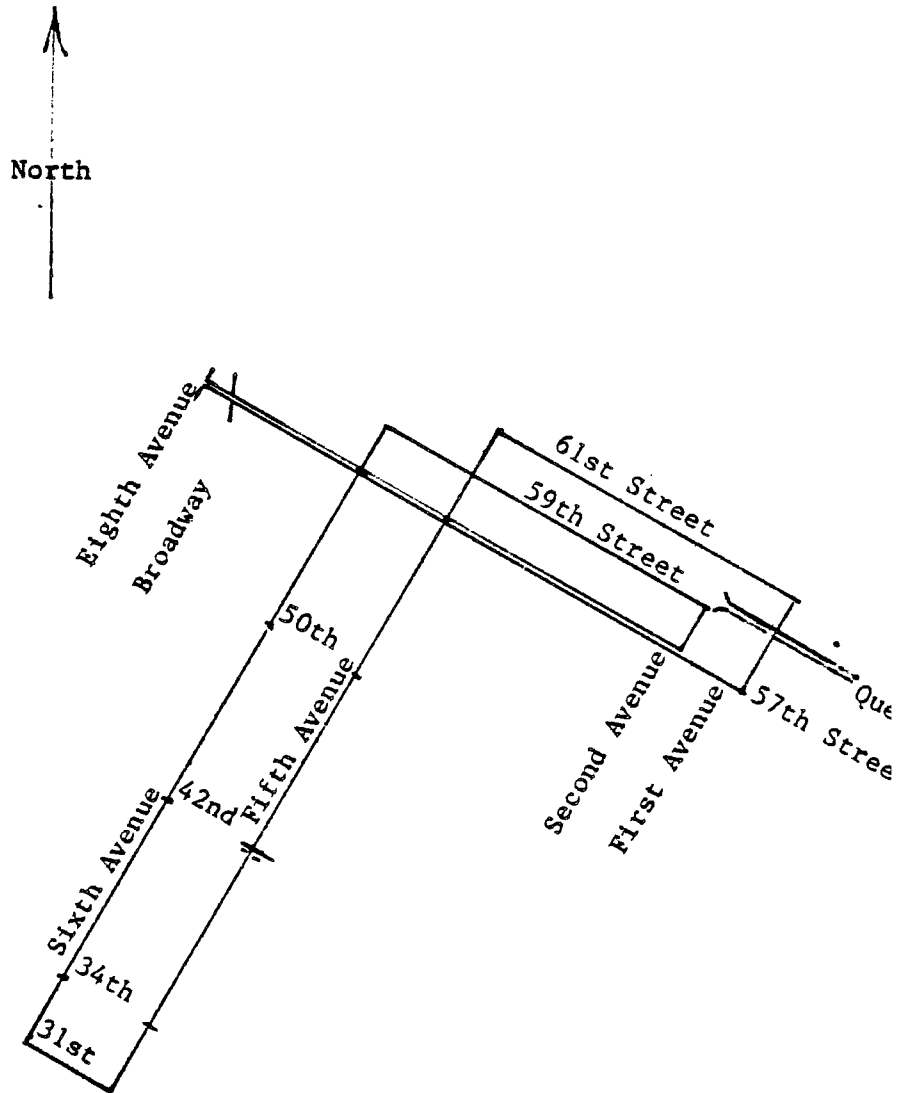 North
Eighth Avenue
Broadway
61st Street
59th Street
50th
Fifth Avenue
42nd
Sixth Avenue
34th
31st
Second Avenue
First Avenue
57th Stree
Que